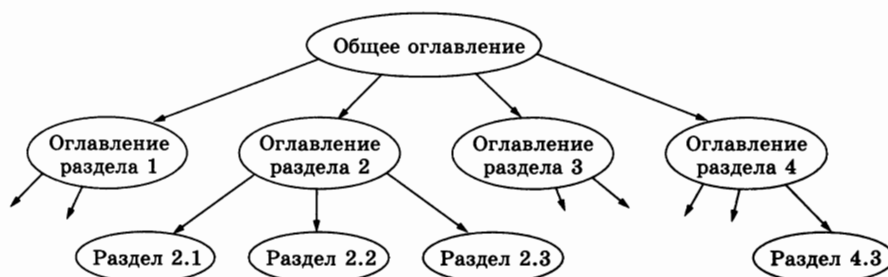 Общее оглавление
Оглавление
раздела 1
Оглавление
раздела 2
Оглавление
раздела 3
Оглавление
раздела 4
Раздел 2.1
Раздел 2.2
Раздел 2.3
Раздел 4.3